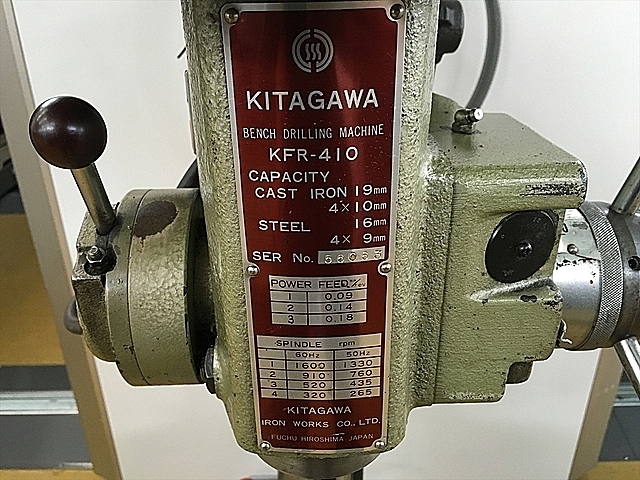 KITAGAWA
BENCH DRILLING MACHINE
KFR-410
CAPACITY
CAST IRON 19mm
4×10mm
STEEL 16mm
4×9mm
SER No.
POWER FEED
1 0.09
2 0.14
3 0.18
SPINDLE rpm
60Hz 50Hz
1 1600 1330
2 910 760
3 520 435
4 320 265
KITAGAWA
IRON WORKS CO., LTD.
FUCHU HIROSHIMA JAPAN